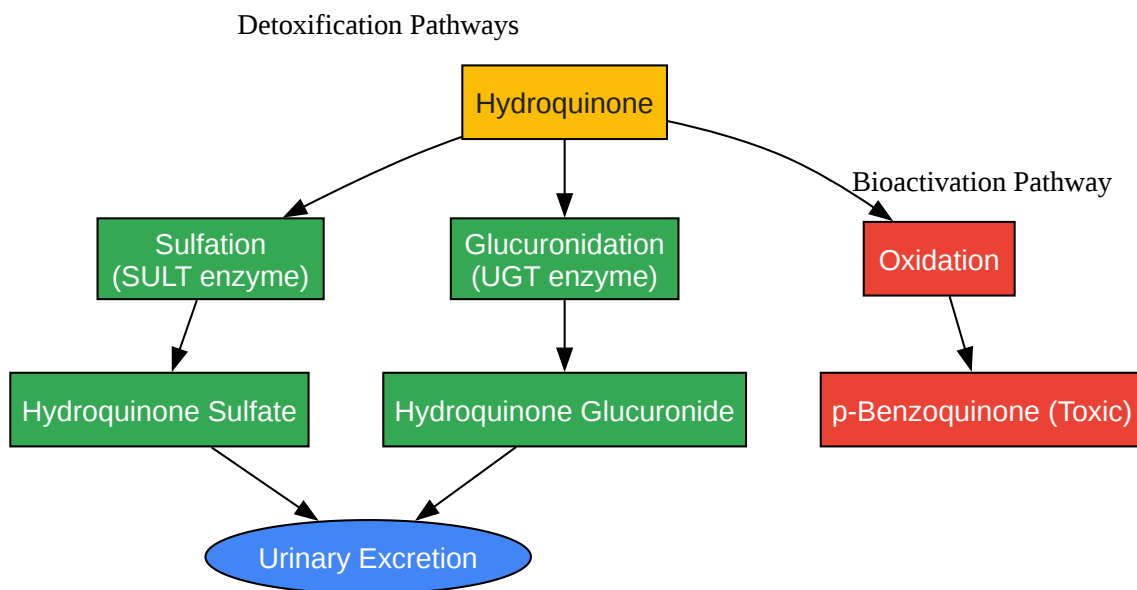 Detoxification Pathways
Hydroquinone
Bioactivation Pathway
Sulfation
(SULT enzyme)
Glucuronidation
(UGT enzyme)
Oxidation
Hydroquinone Sulfate
Hydroquinone Glucuronide
p-Benzoquinone (Toxic)
Urinary Excretion